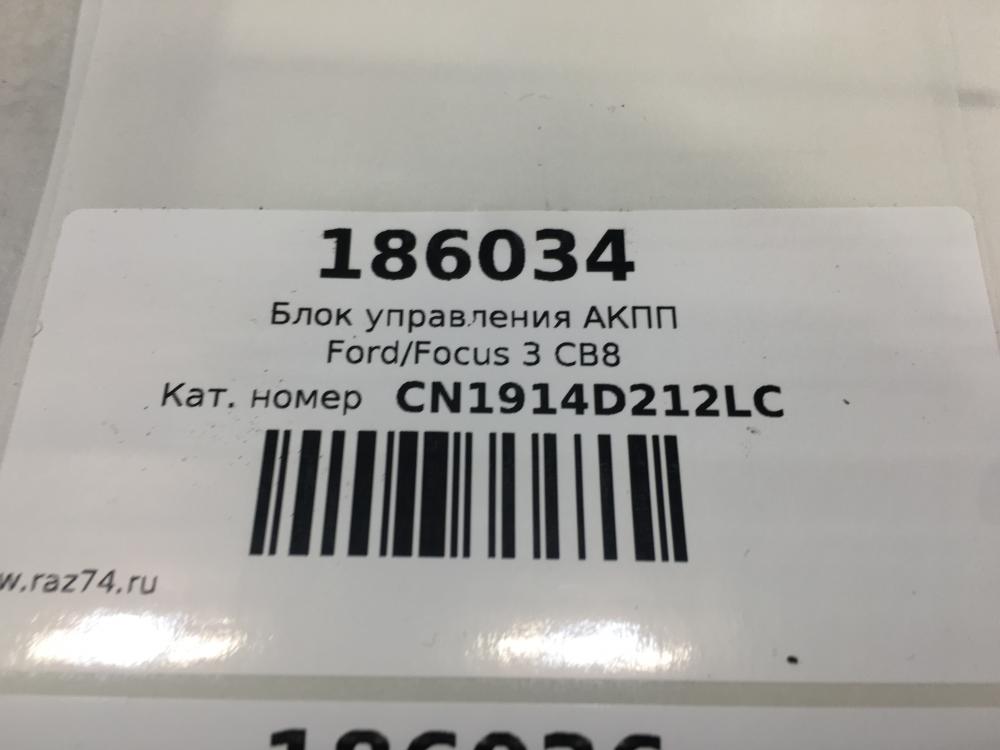 186034
Блок управления АКПП
Ford/Focus 3 CB8
Кат. номер CN1914D212LC
w.raz74.ru